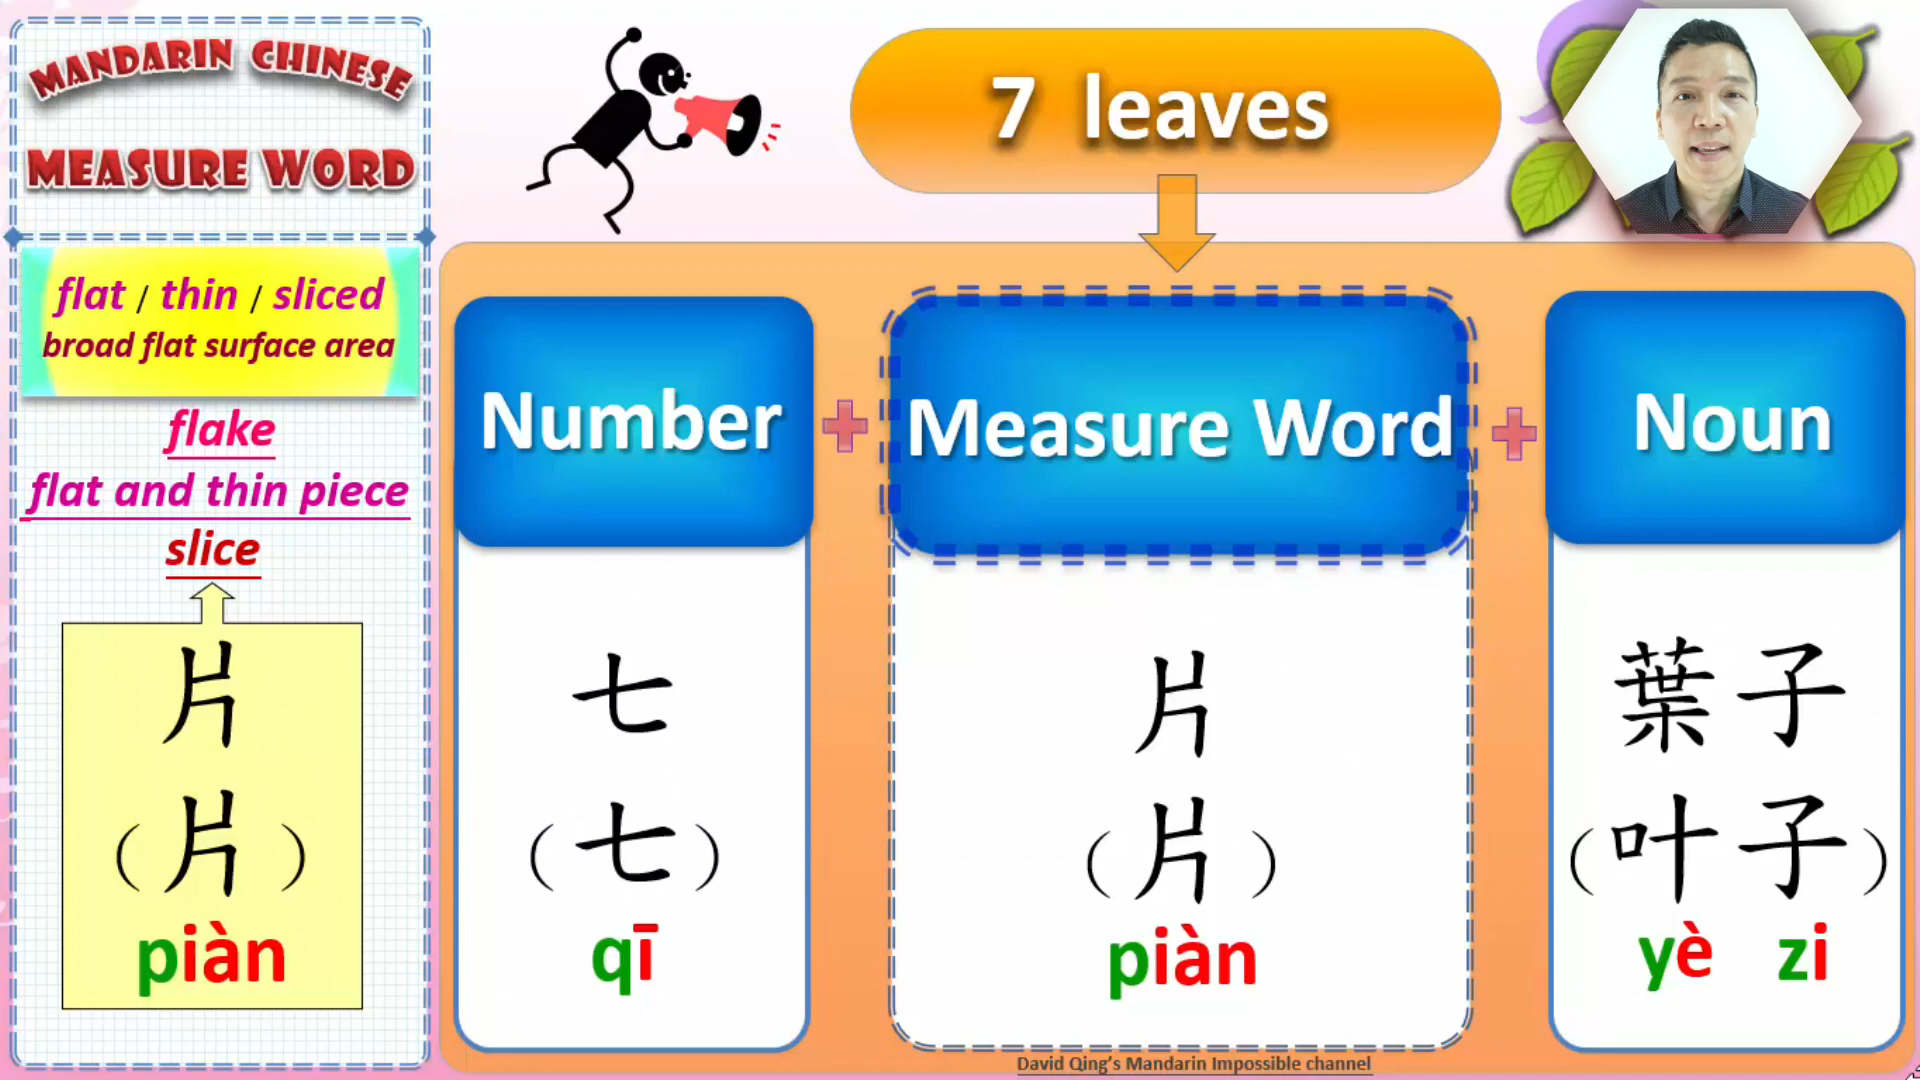 MANDARIN CHINESE
MEASURE WORD
flat / thin / sliced
broad flat surface area
flake
flat and thin piece
slice
片
(片)
piàn
7 leaves
Number + Measure Word + Noun
七 片 葉子
(七) (片) (叶子)
qī piàn yè zi
David Qing's Mandarin Impossible channel